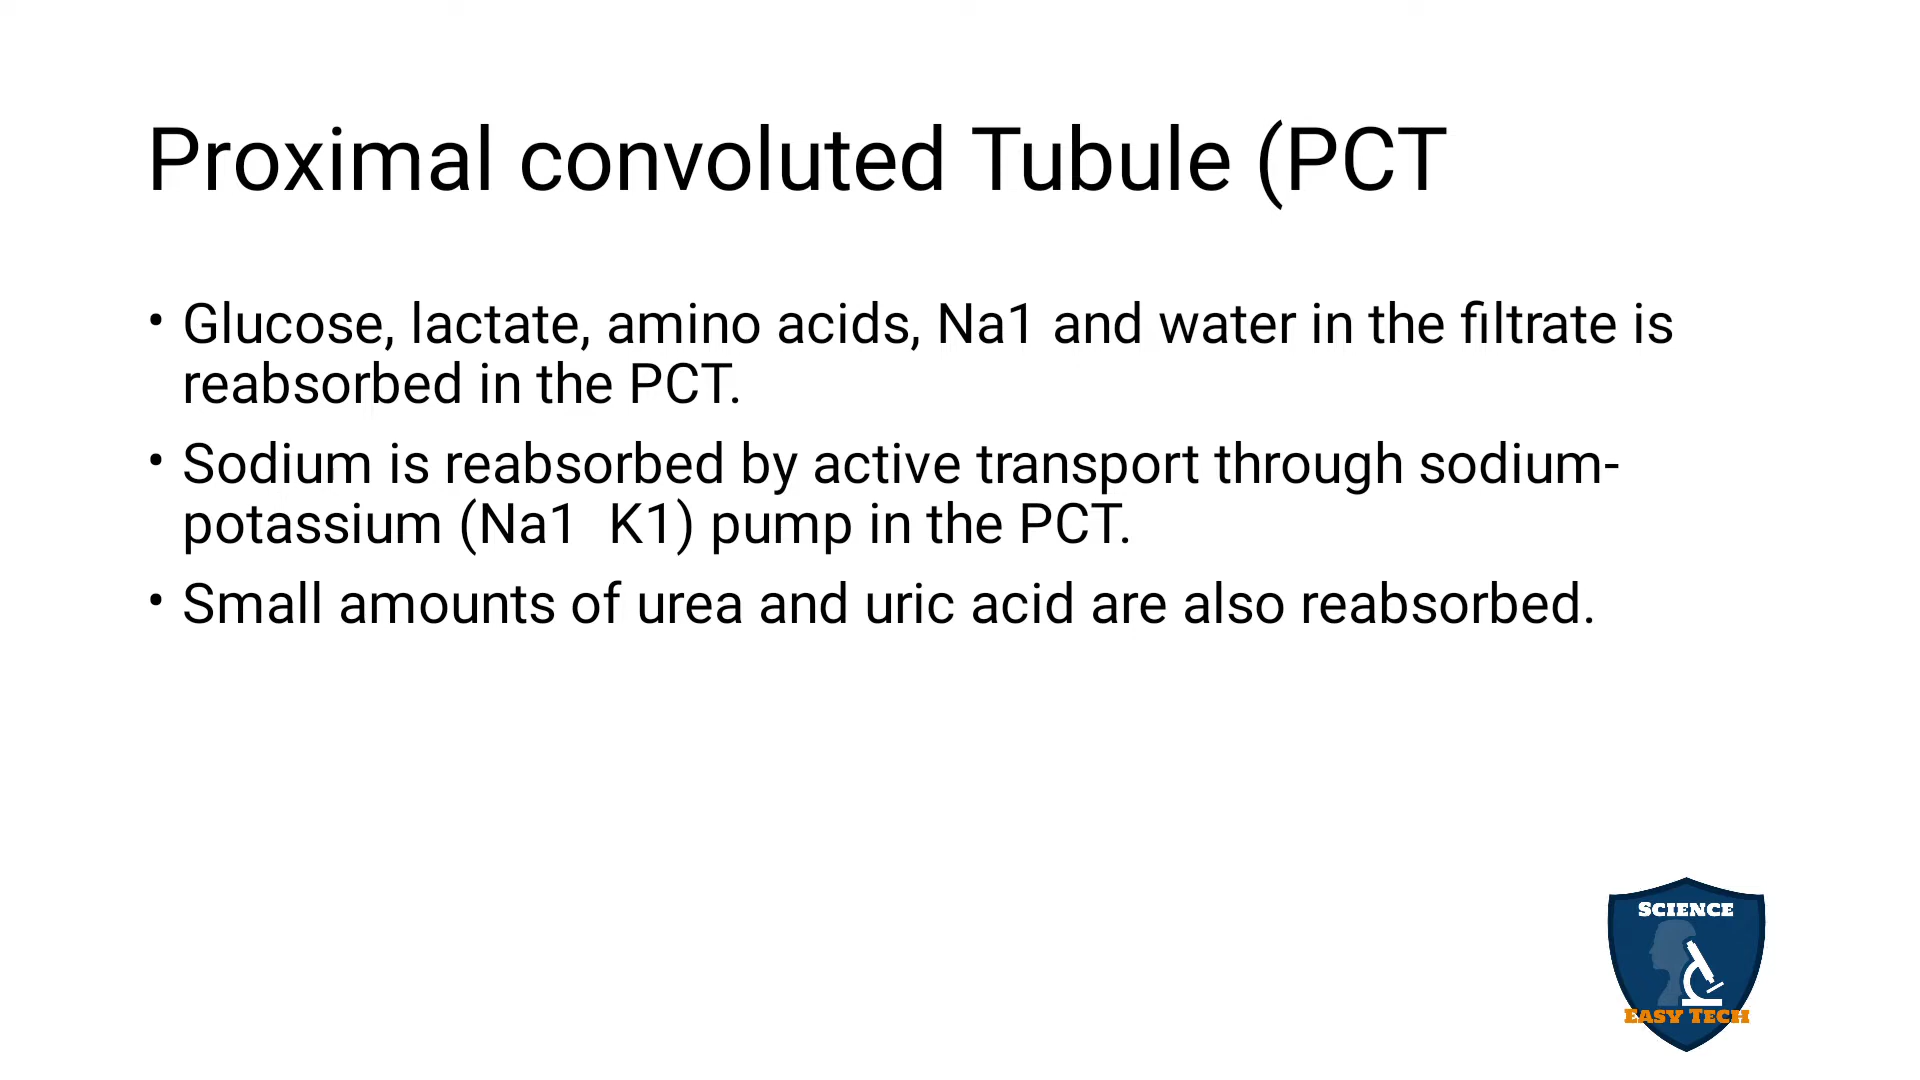 Proximal convoluted Tubule (PCT
• Glucose, lactate, amino acids, Na1 and water in the filtrate is
reabsorbed in the PCT.
• Sodium is reabsorbed by active transport through sodium-
potassium (Na1  K1) pump in the PCT.
• Small amounts of urea and uric acid are also reabsorbed.
SCIENCE
EASY TECH